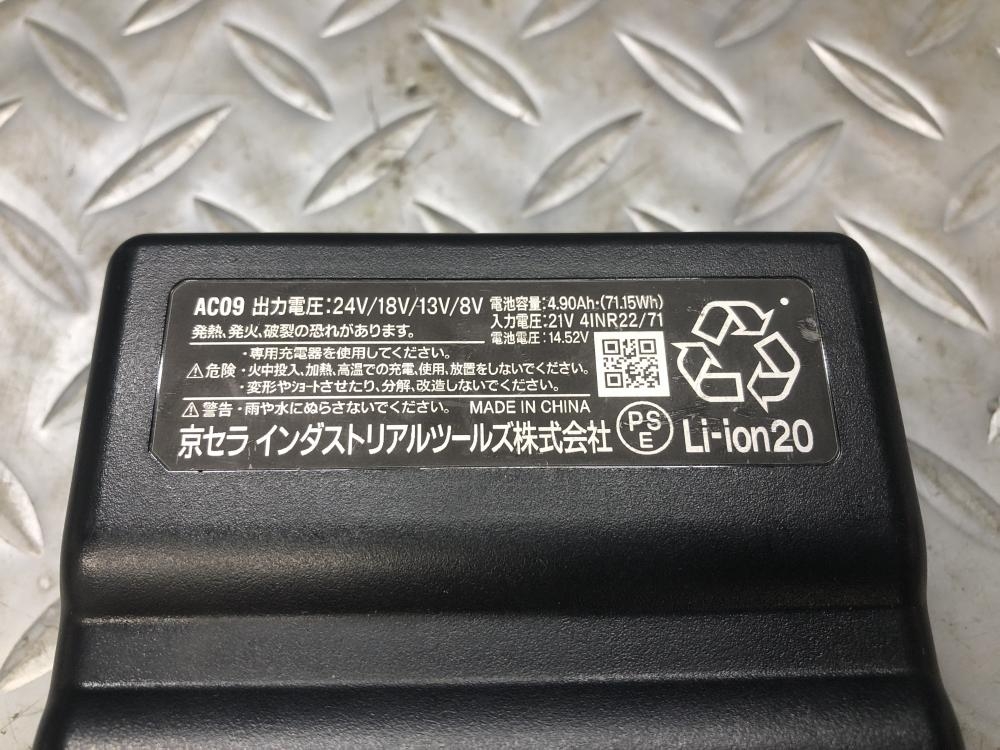 AC09 出力電圧:24V/18V/13V/8V
発熱、発火、破裂の恐れがあります。
電池容量:4.90Ah・(71.15Wh)
入力電圧:21V 4INR22/71
電池電圧:14.52V
・専用充電器を使用してください。
⚠危険・火中投入、加熱、高温での充電、使用、放置をしないでください。
・変形やショートさせたり、分解、改造しないでください。
⚠警告・雨や水にぬらさないでください。 MADE IN CHINA
京セラ インダストリアルツールズ株式会社
PS
E
Li-ion20